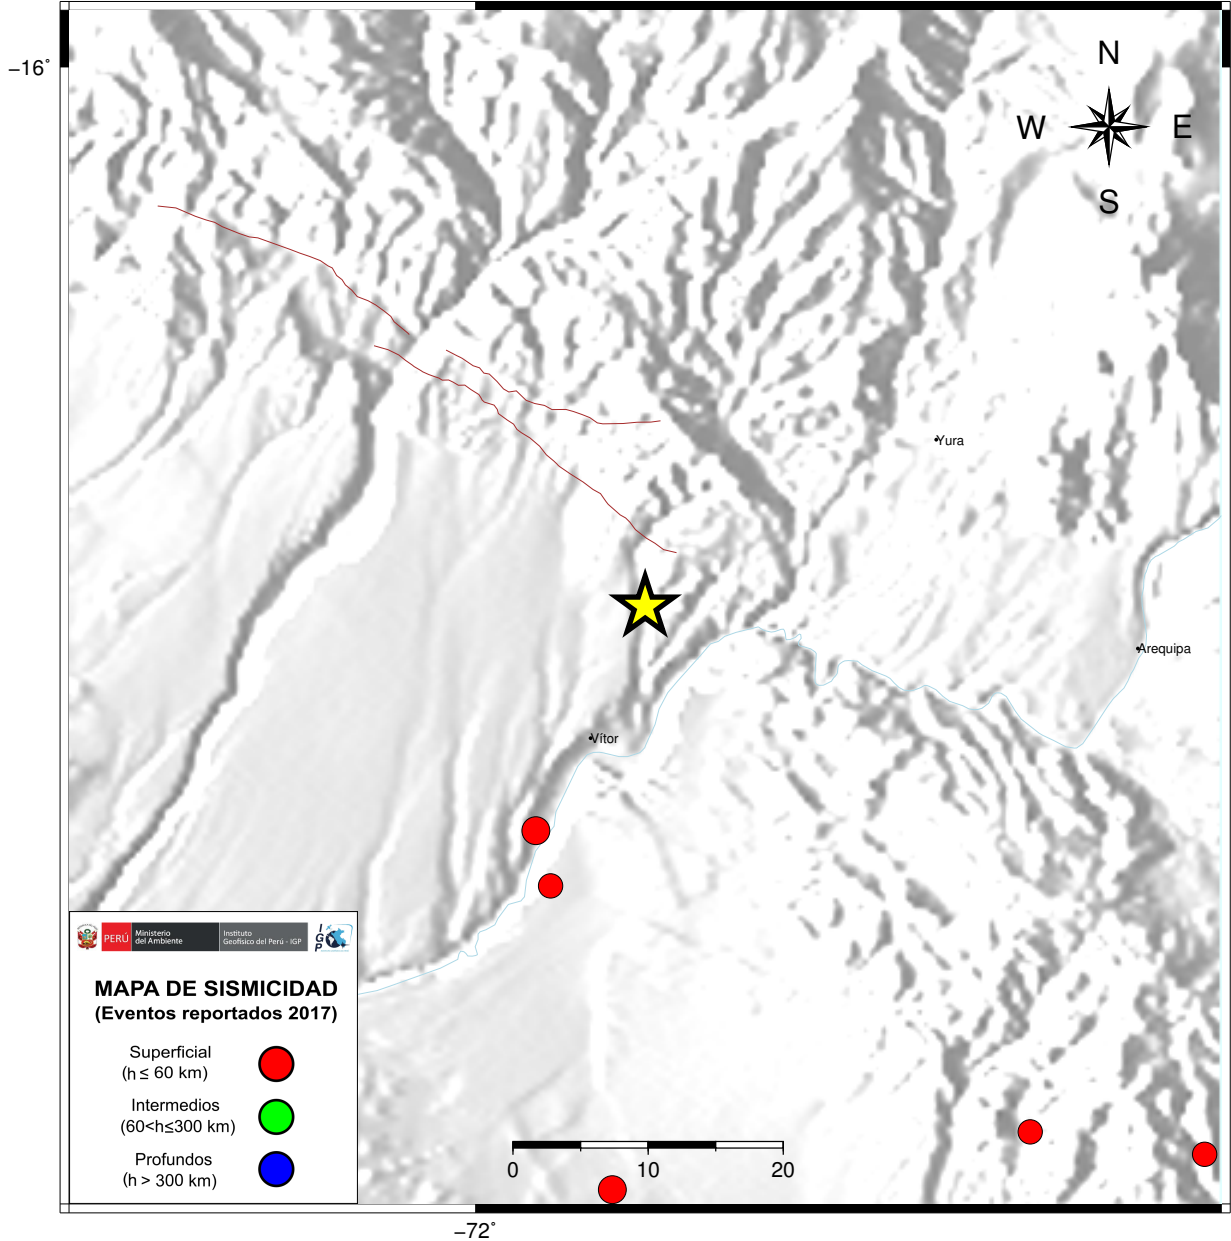 −16˚
N
W E
S
Yura
Arequipa
Vítor
PERÚ
Ministerio
del Ambiente
Instituto
Geofísico del Perú - IGP
I
G
P
MAPA DE SISMICIDAD
(Eventos reportados 2017)
Superficial
(h ≤ 60 km)
Intermedios
(60<h≤300 km)
Profundos
(h > 300 km)
0 10 20
−72˚